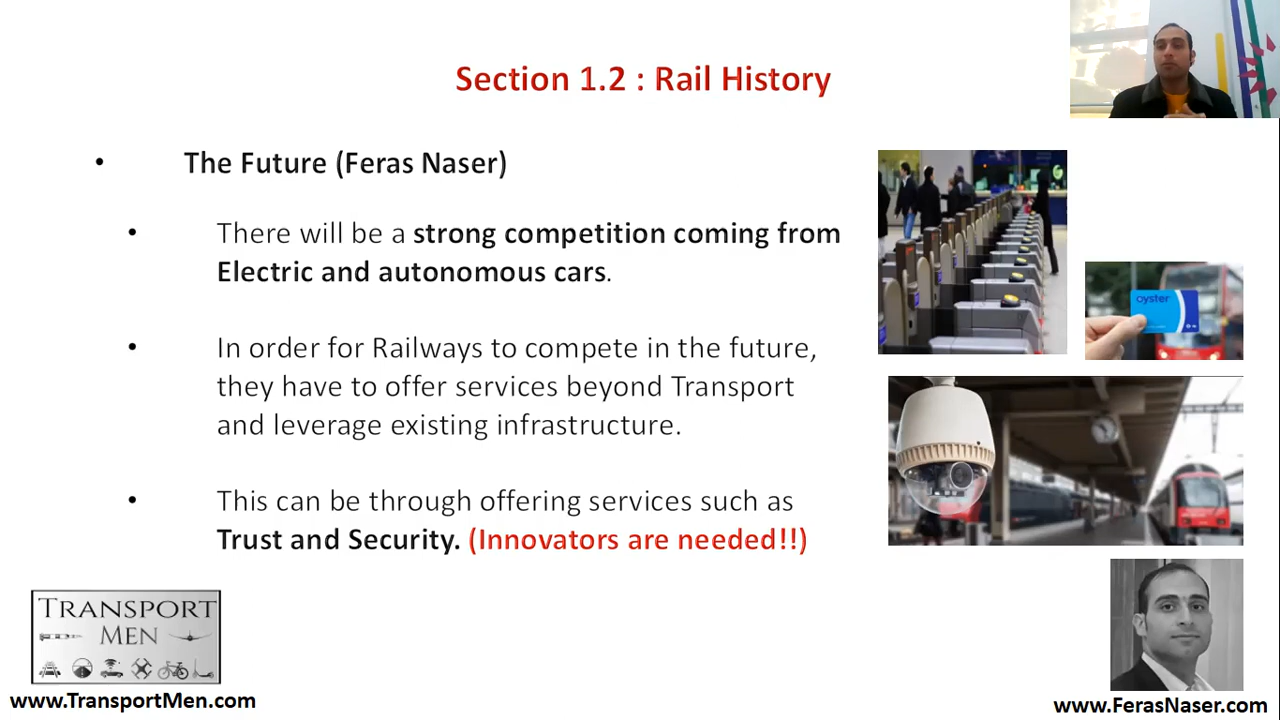 Section 1.2 : Rail History
• The Future (Feras Naser)
• There will be a strong competition coming from
Electric and autonomous cars.
• In order for Railways to compete in the future,
they have to offer services beyond Transport
and leverage existing infrastructure.
• This can be through offering services such as
Trust and Security. (Innovators are needed!!)
oyster
TRANSPORT
MEN
www.TransportMen.com
www.FerasNaser.com